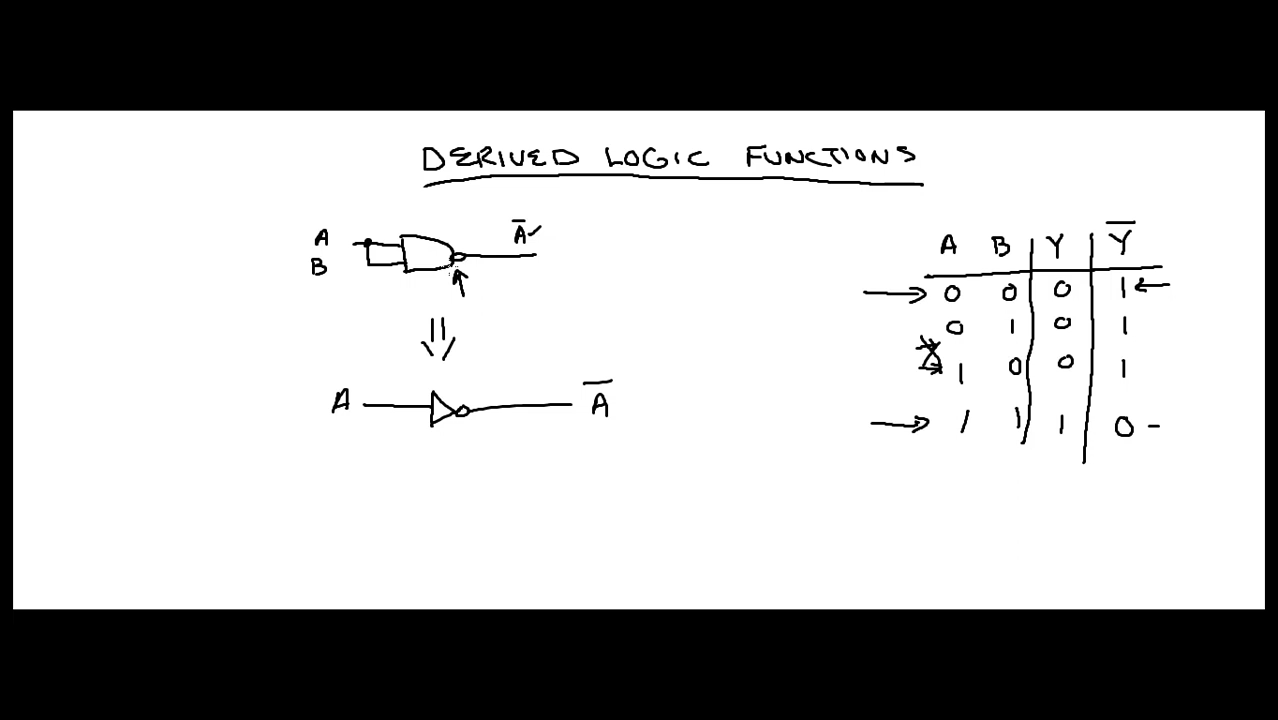 DERIVED LOGIC FUNCTIONS
A
B
A̅
A
A̅
A B Y Y̅
0 0 0 1
0 1 0 1
1 0 0 1
1 1 1 0